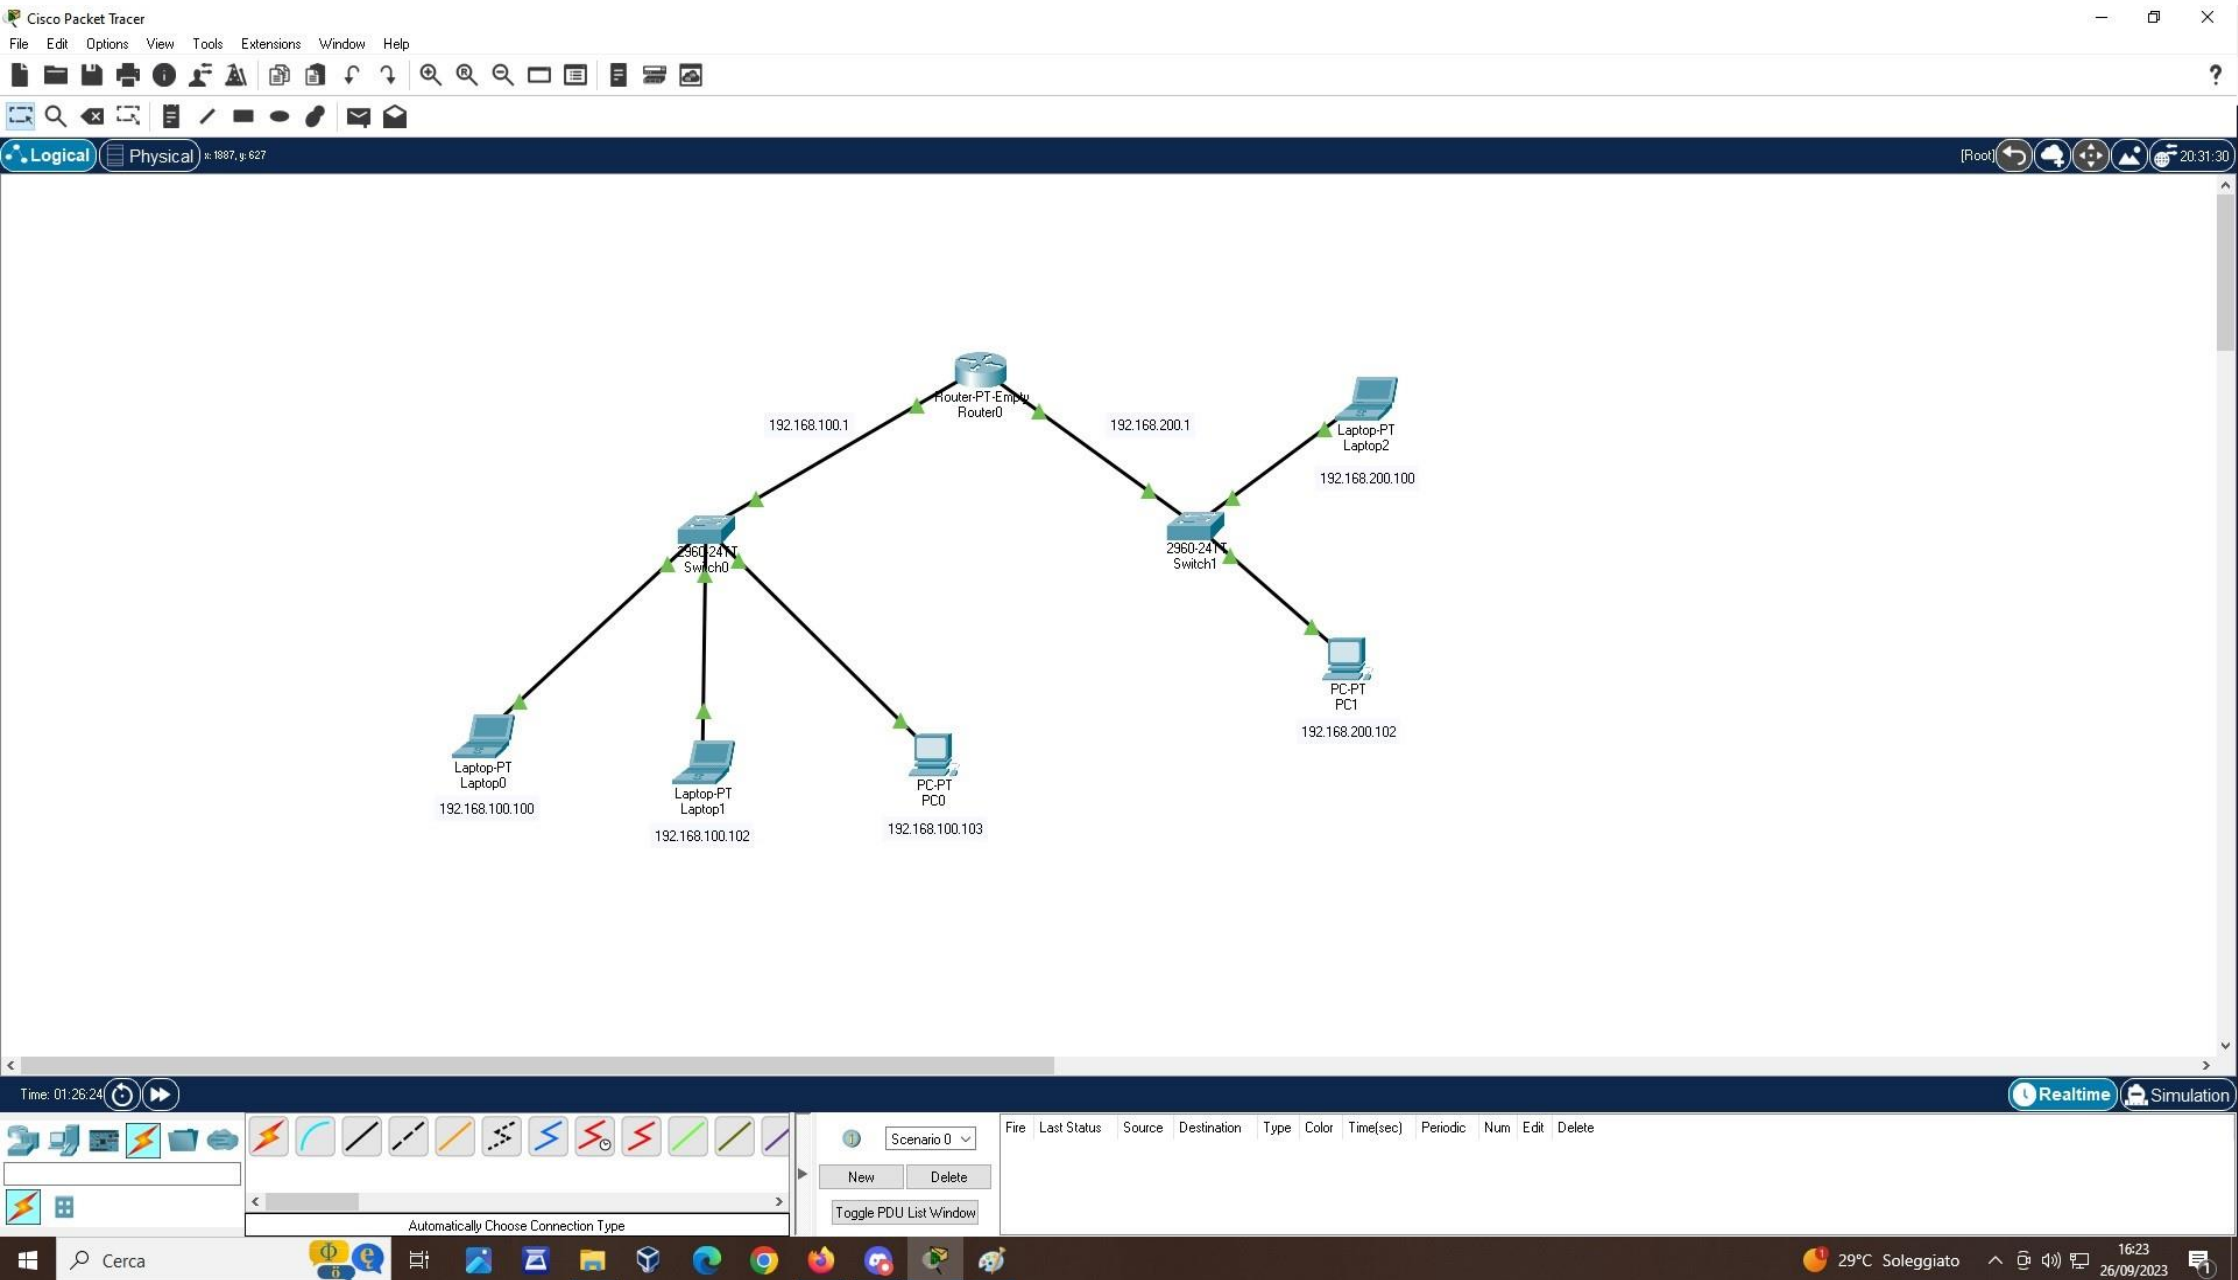 Cisco Packet Tracer
File Edit Options View Tools Extensions Window Help
?
Logical Physical x: 1887, y: 627 [Root] 20:31:30
Router-PT-Empty
Router0
192.168.100.1
192.168.200.1
Laptop-PT
Laptop2
192.168.200.100
2960-24TT
Switch0
2960-24TT
Switch1
PC-PT
PC1
192.168.200.102
Laptop-PT
Laptop0
192.168.100.100
Laptop-PT
Laptop1
192.168.100.102
PC-PT
PC0
192.168.100.103
Time: 01:26:24 Realtime Simulation
Scenario 0
New Delete
Toggle PDU List Window
Fire Last Status Source Destination Type Color Time(sec) Periodic Num Edit Delete
Automatically Choose Connection Type
Cerca
29°C Soleggiato
16:23
26/09/2023